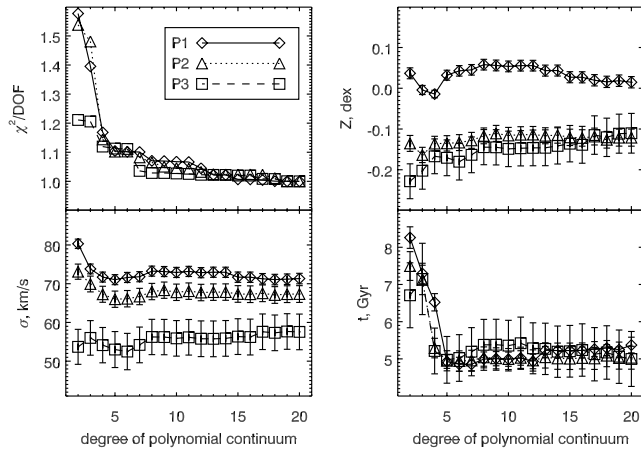 P1
P2
P3
χ²/DOF
1.5
1.4
1.3
1.2
1.1
1.0
Z, dex
0.1
0.0
-0.1
-0.2
σ, km/s
80
70
60
50
5 10 15 20
degree of polynomial continuum
t, Gyr
8
7
6
5
5 10 15 20
degree of polynomial continuum